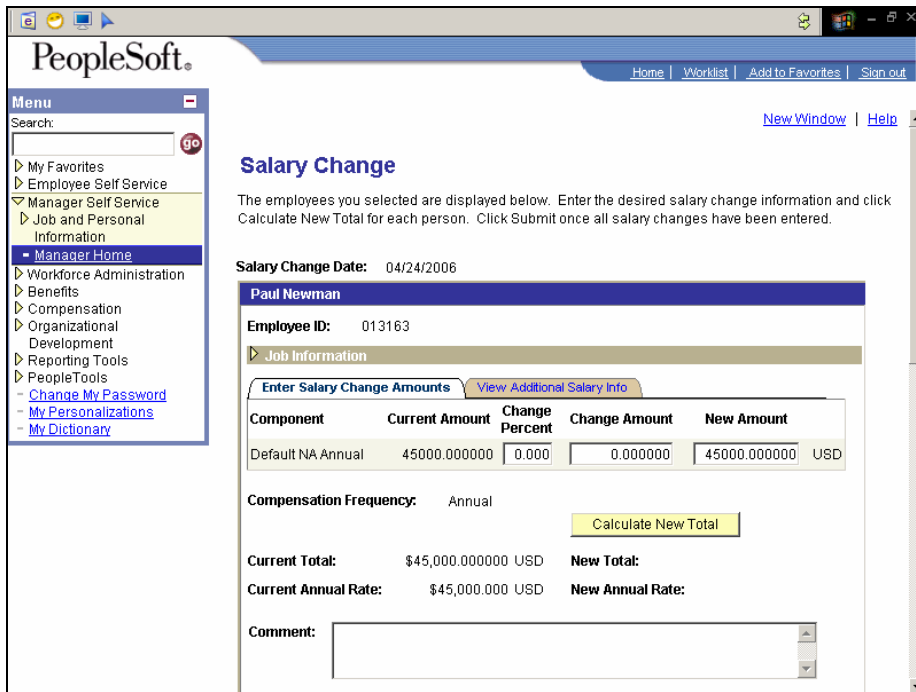 PeopleSoft®
Home | Worklist | Add to Favorites | Sign out
Menu
Search:
go
My Favorites
Employee Self Service
Manager Self Service
Job and Personal
Information
- Manager Home
Workforce Administration
Benefits
Compensation
Organizational
Development
Reporting Tools
PeopleTools
- Change My Password
- My Personalizations
- My Dictionary
New Window | Help
Salary Change
The employees you selected are displayed below. Enter the desired salary change information and click
Calculate New Total for each person. Click Submit once all salary changes have been entered.
Salary Change Date: 04/24/2006
Paul Newman
Employee ID: 013163
Job Information
Enter Salary Change Amounts View Additional Salary Info
Component Current Amount Change Percent Change Amount New Amount
Default NA Annual 45000.000000 0.000 0.000000 45000.000000 USD
Compensation Frequency: Annual
Calculate New Total
Current Total: $45,000.000000 USD New Total:
Current Annual Rate: $45,000.000 USD New Annual Rate:
Comment: